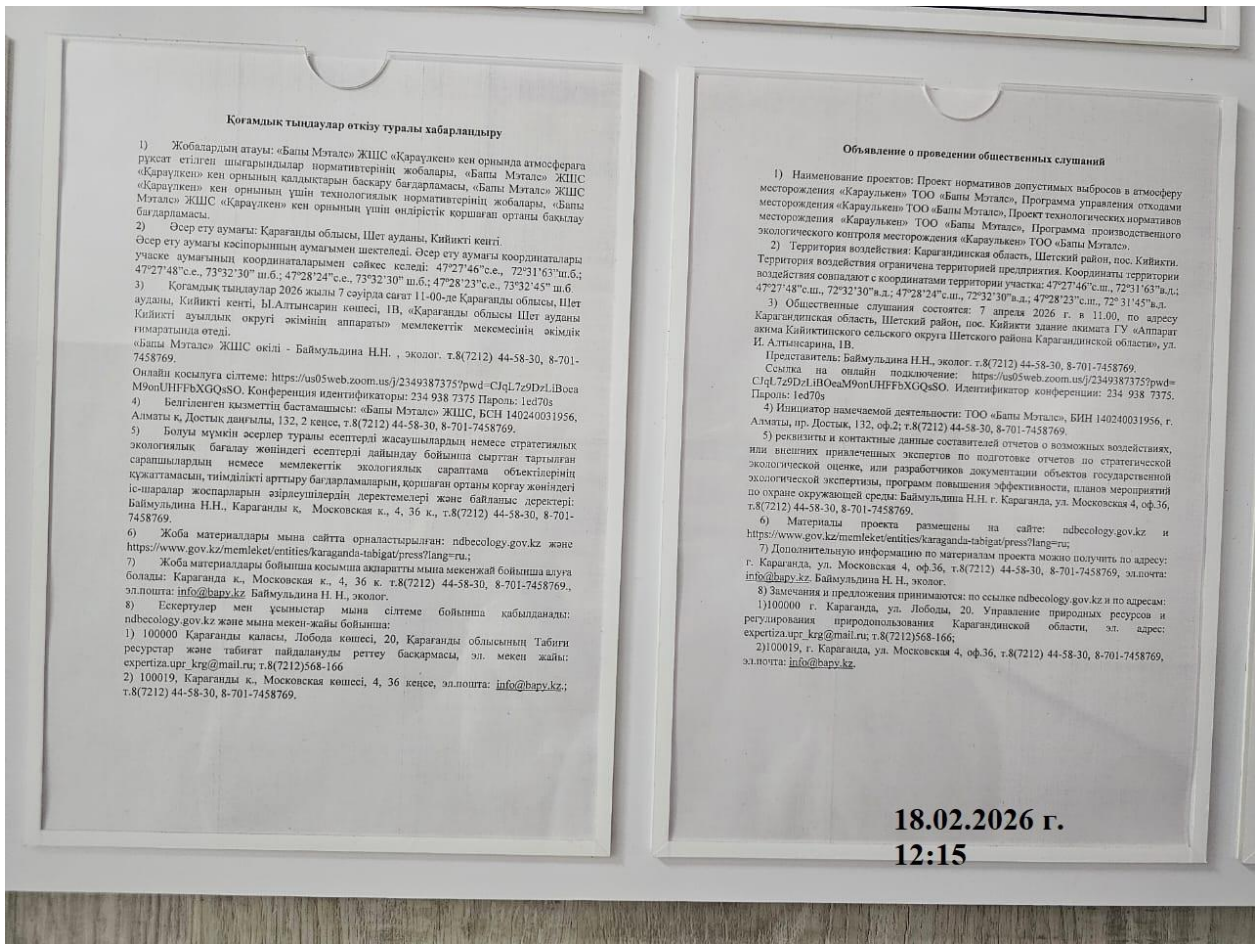 Қоғамдық тыңдаулар өткізу туралы хабарландыру
1) Жобалардың атауы: «Бапы Мэталс» ЖШС «Қараүлкен» кен орнында атмосфераға
рұқсат етілген шығарындылар нормативтерінің жобалары, «Бапы Мэталс» ЖШС
«Қараүлкен» кен орнының қалдықтарын басқару бағдарламасы, «Бапы Мэталс» ЖШС
«Қараүлкен» кен орнының үшін технологиялық нормативтерінің жобалары, «Бапы
Мэталс» ЖШС «Қараүлкен» кен орнының үшін өндірістік қоршаған ортаны бақылау
бағдарламасы.
2) Әсер ету аумағы: Қарағанды облысы, Шет ауданы, Кийикті кенті.
Әсер ету аумағы кәсіпорынның аумағымен шектеледі. Әсер ету аумағы координаталары
учаске аумағының координаталарымен сәйкес келеді: 47°27'46”с.е., 72°31'63”ш.б.;
47°27'48”с.е., 73°32'30” ш.б.; 47°28'24”с.е., 73°32'30” ш.б.; 47°28'23”с.е., 73°32'45” ш.б
3) Қоғамдық тыңдаулар 2026 жылы 7 сәуірда сағат 11-00-де Қарағанды облысы, Шет
ауданы, Кийикті кенті, Ы.Алтынсарин көшесі, 1В, «Қарағанды облысы Шет ауданы
Кийикті ауылдық округі әкімінің аппараты» мемлекеттік мекемесінің әкімдік
ғимаратында өтеді.
«Бапы Мэталс» ЖШС өкілі - Баймульдина Н.Н. , эколог. т.8(7212) 44-58-30, 8-701-
7458769.
Онлайн қосылуға сілтеме: https://us05web.zoom.us/j/2349387375?pwd=CJqL7z9DzLiBoea
M9onUHFFbXGQsSO. Конференция идентификаторы: 234 938 7375 Пароль: 1ed70s
4) Белгіленген қызметтің бастамашысы: «Бапы Мэталс» ЖШС, БСН 140240031956,
Алматы қ, Достық даңғылы, 132, 2 кеңсе, т.8(7212) 44-58-30, 8-701-7458769.
5) Болуы мүмкін әсерлер туралы есептерді жасаушылардың немесе стратегиялық
экологиялық бағалау жөніндегі есептерді дайындау бойынша сырттан тартылған
сарапшылардың немесе мемлекеттік экологиялық сараптама объектілерінің
құжаттамасын, тиімділікті арттыру бағдарламаларын, қоршаған ортаны қорғау жөніндегі
іс-шаралар жоспарларын әзірлеушілердің деректемелері және байланыс деректері:
Баймульдина Н.Н., Караганды қ, Московская к., 4, 36 к., т.8(7212) 44-58-30, 8-701-
7458769.
6) Жоба материалдары мына сайтта орналастырылған: ndbecology.gov.kz және
https://www.gov.kz/memleket/entities/karaganda-tabigat/press?lang=ru.;
7) Жоба материалдары бойынша қосымша ақпаратты мына мекенжай бойынша алуға
болады: Караганда к., Московская к., 4, 36 к. т.8(7212) 44-58-30, 8-701-7458769.,
эл.пошта: info@bapy.kz Баймульдина Н. Н., эколог.
8) Ескертулер мен ұсыныстар мына сілтеме бойынша қабылданады:
ndbecology.gov.kz және мына мекен-жайы бойынша:
1) 100000 Қарағанды қаласы, Лобода көшесі, 20, Қарағанды облысының Табиғи
ресурстар және табиғат пайдалануды реттеу басқармасы, эл. мекен жайы:
expertiza.upr_krg@mail.ru; т.8(7212)568-166
2) 100019, Караганды қ., Московская көшесі, 4, 36 кеңсе, эл.пошта: info@bapy.kz.;
т.8(7212) 44-58-30, 8-701-7458769.
Объявление о проведении общественных слушаний
1) Наименование проектов: Проект нормативов допустимых выбросов в атмосферу
месторождения «Караулькен» ТОО «Бапы Мэталс», Программа управления отходами
месторождения «Караулькен» ТОО «Бапы Мэталс», Проект технологических нормативов
месторождения «Караулькен» ТОО «Бапы Мэталс», Программа производственного
экологического контроля месторождения «Караулькен» ТОО «Бапы Мэталс».
2) Территория воздействия: Карагандинская область, Шетский район, пос. Кийикти.
Территория воздействия ограничена территорией предприятия. Координаты территории
воздействия совпадают с координатами территории участка: 47°27'46”с.ш., 72°31'63”в.д.;
47°27'48”с.ш., 72°32'30”в.д.; 47°28'24”с.ш., 72°32'30”в.д.; 47°28'23”с.ш., 72° 31'45”в.д.
3) Общественные слушания состоятся: 7 апреля 2026 г. в 11.00, по адресу
Карагандинская область, Шетский район, пос. Кийикти здание акимата ГУ «Аппарат
акима Кийиктинского сельского округа Шетского района Карагандинской области», ул.
И. Алтынсарина, 1В.
Представитель: Баймульдина Н.Н., эколог. т.8(7212) 44-58-30, 8-701-7458769.
Ссылка на онлайн подключение: https://us05web.zoom.us/j/2349387375?pwd=
CJqL7z9DzLiBOeaM9onUHFFbXGQsSO. Идентификатор конференции: 234 938 7375.
Пароль: 1ed70s
4) Инициатор намечаемой деятельности: ТОО «Бапы Мэталс», БИН 140240031956, г.
Алматы, пр. Достык, 132, оф.2; т.8(7212) 44-58-30, 8-701-7458769.
5) реквизиты и контактные данные составителей отчетов о возможных воздействиях,
или внешних привлеченных экспертов по подготовке отчетов по стратегической
экологической оценке, или разработчиков документации объектов государственной
экологической экспертизы, программ повышения эффективности, планов мероприятий
по охране окружающей среды: Баймульдина Н.Н. г. Караганда, ул. Московя 4, оф.36,
т.8(7212) 44-58-30, 8-701-7458769.
6) Материалы проекта размещены на сайте: ndbecology.gov.kz и
https://www.gov.kz/memleket/entities/karaganda-tabigat/press?lang=ru;
7) Дополнительную информацию по материалам проекта можно получить по адресу:
г. Караганда, ул. Московия 4, оф.36, т.8(7212) 44-58-30, 8-701-7458769, эл.почта:
info@bapy.kz. Баймульдина Н. Н., эколог.
8) Замечания и предложения принимаются: по ссылке ndbecology.gov.kz и по адресам:
1)100000 г. Караганда, ул. Лободы, 20. Управление природных ресурсов и
регулирования природопользования Карагандинской области, эл. адрес:
expertiza.upr_krg@mail.ru; т.8(7212)568-166;
2)100019, г. Караганда, ул. Московская 4, оф.36, т.8(7212) 44-58-30, 8-701-7458769,
эл.почта: info@bapy.kz.
18.02.2026 г.
12:15